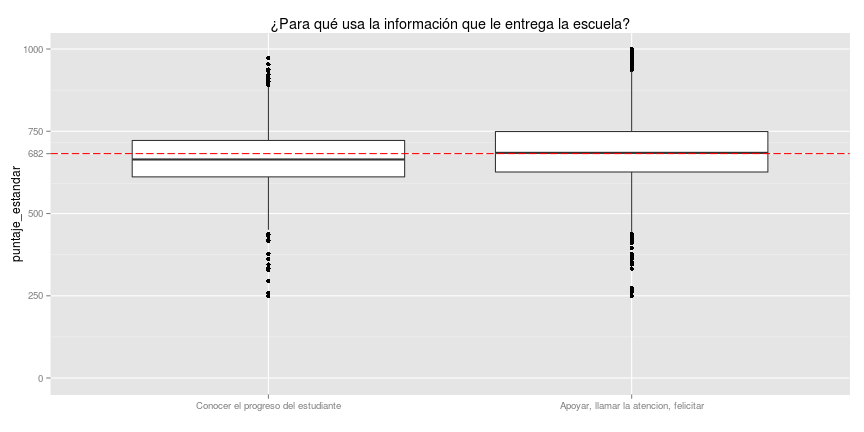 ¿Para qué usa la información que le entrega la escuela?
puntaje_estandar
1000
750
682
500
250
0
Conocer el progreso del estudiante
Apoyar, llamar la atencion, felicitar